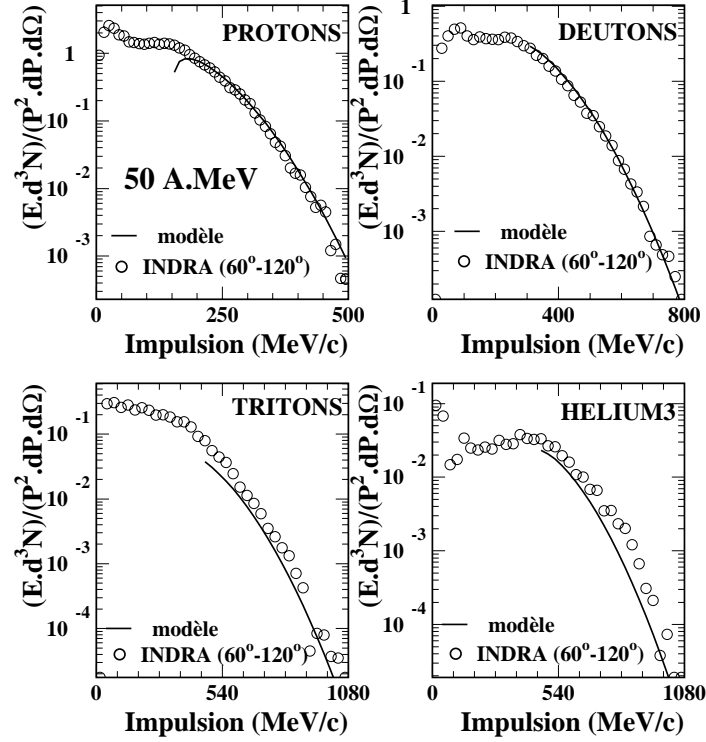 PROTONS
(E.d³N)/(P².dP.dΩ)
1
10⁻¹
10⁻²
10⁻³
50 A.MeV
modèle
INDRA (60°-120°)
0 250 500
Impulsion (MeV/c)
DEUTONS
(E.d³N)/(P².dP.dΩ)
1
10⁻¹
10⁻²
10⁻³
modèle
INDRA (60°-120°)
0 400 800
Impulsion (MeV/c)
TRITONS
(E.d³N)/(P².dP.dΩ)
10⁻¹
10⁻²
10⁻³
10⁻⁴
modèle
INDRA (60°-120°)
0 540 1080
Impulsion (MeV/c)
HELIUM3
(E.d³N)/(P².dP.dΩ)
10⁻¹
10⁻²
10⁻³
10⁻⁴
modèle
INDRA (60°-120°)
0 540 1080
Impulsion (MeV/c)